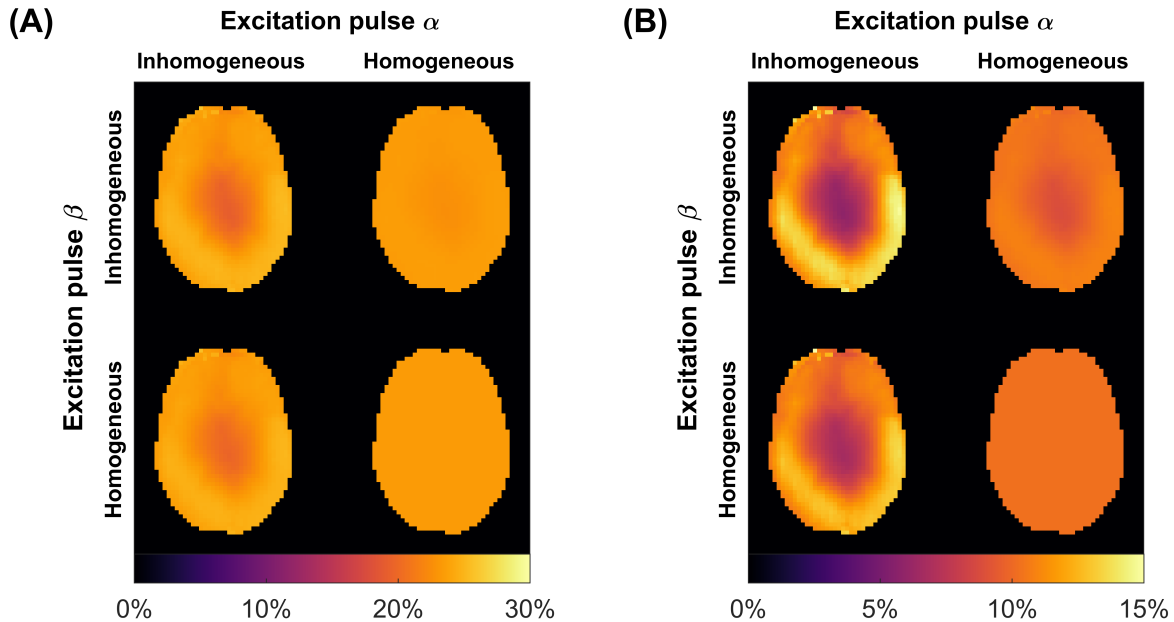 (A)
Excitation pulse α
Inhomogeneous Homogeneous
Excitation pulse β
Inhomogeneous
Homogeneous
0% 10% 20% 30%
(B)
Excitation pulse α
Inhomogeneous Homogeneous
Excitation pulse β
Inhomogeneous
Homogeneous
0% 5% 10% 15%